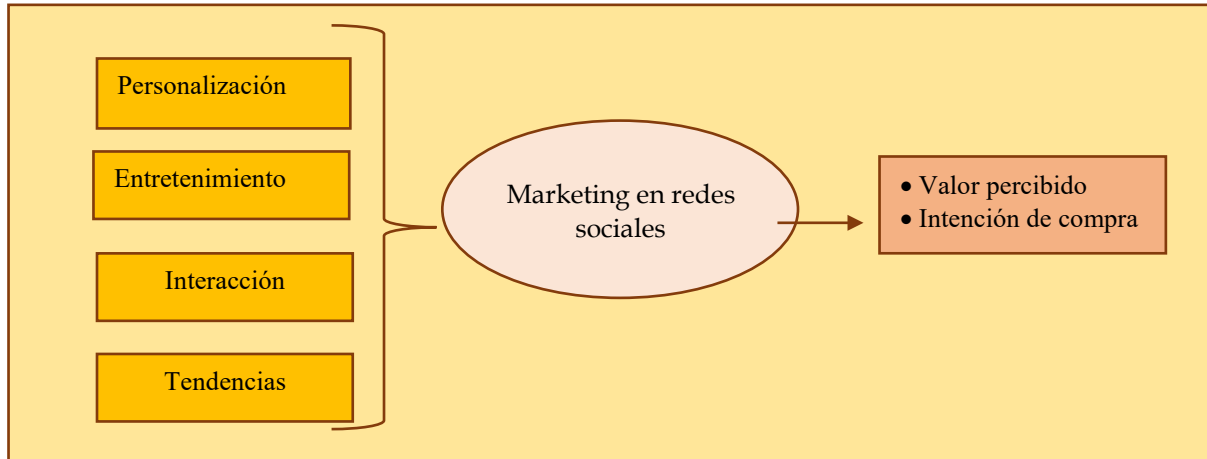 Personalización
Entretenimiento
Interacción
Tendencias
Marketing en redes
sociales
• Valor percibido
• Intención de compra